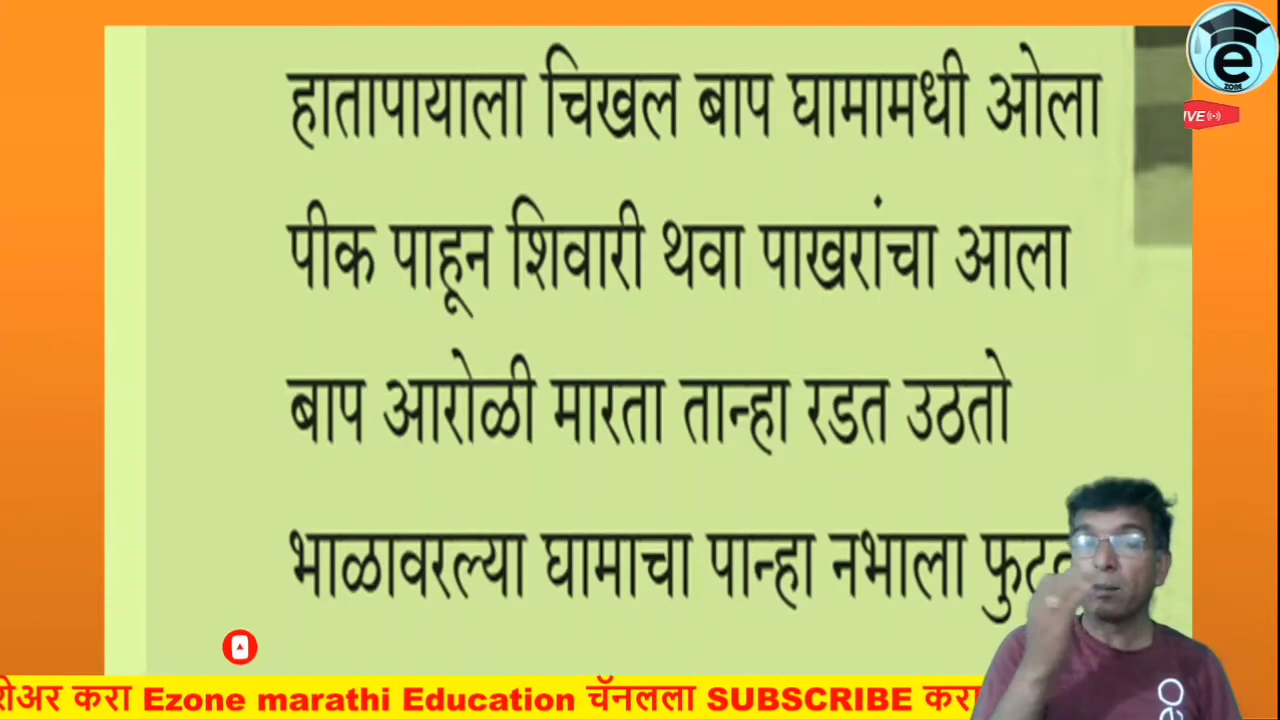 हातापायाला चिखल बाप घामामधी ओला
पीक पाहून शिवारी थवा पाखरांचा आला
बाप आरोळी मारता तान्हा रडत उठतो
भाळावरल्या घामाचा पान्हा नभाला
करा Ezone marathi Education चॅनलला SUBSCRIBE करा
e
ZONE